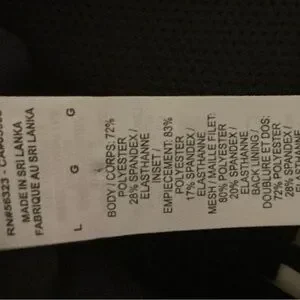 RN#56323 -
MADE IN SRI LANKA
FABRIQUE AU SRI LANKA
L G G
BODY / CORPS: 72%
POLYESTER
28% SPANDEX /
ELASTHANNE
INSET /
EMPIECEMENT: 83%
POLYESTER
17% SPANDEX /
ELASTHANNE
MESH / MAILLE FILET:
80% POLYESTER
20% SPANDEX /
ELASTHANNE
BACK LINING /
DOUBLURE ET DOS:
72% POLYESTER
28% SPANDEX /